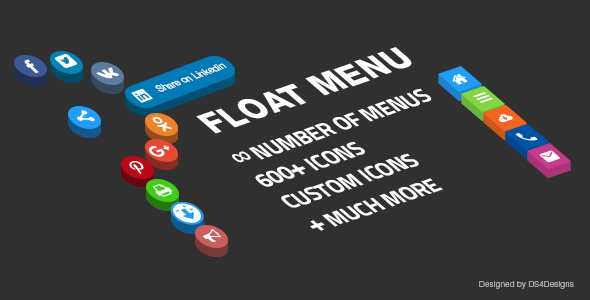 Share on Linkedin
FLOAT MENU
∞ NUMBER OF MENUS
600+ ICONS
CUSTOM ICONS
+ MUCH MORE
Designed by DS4Designs